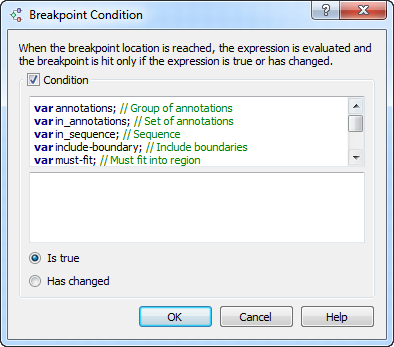 Breakpoint Condition
When the breakpoint location is reached, the expression is evaluated and
the breakpoint is hit only if the expression is true or has changed.
Condition
var annotations; // Group of annotations
var in_annotations; // Set of annotations
var in_sequence; // Sequence
var include-boundary; // Include boundaries
var must-fit; // Must fit into region
Is true
Has changed
OK Cancel Help